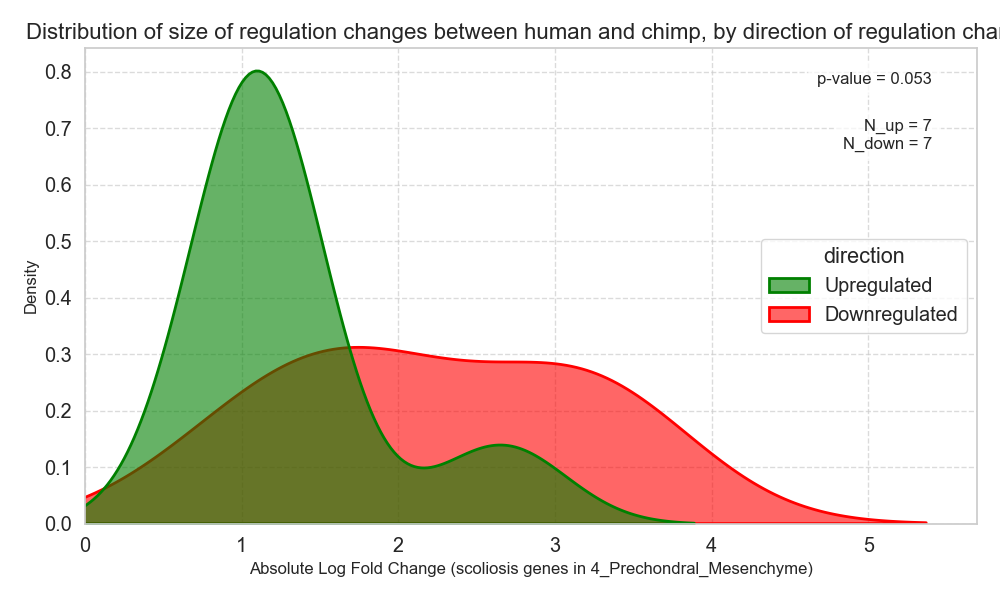 Distribution of size of regulation changes between human and chimp, by direction of regulation
p-value = 0.053
N_up = 7
N_down = 7
direction
Upregulated
Downregulated
Density
0.8
0.7
0.6
0.5
0.4
0.3
0.2
0.1
0.0
0
1
2
3
4
5
Absolute Log Fold Change (scoliosis genes in 4_Prechondral_Mesenchyme)